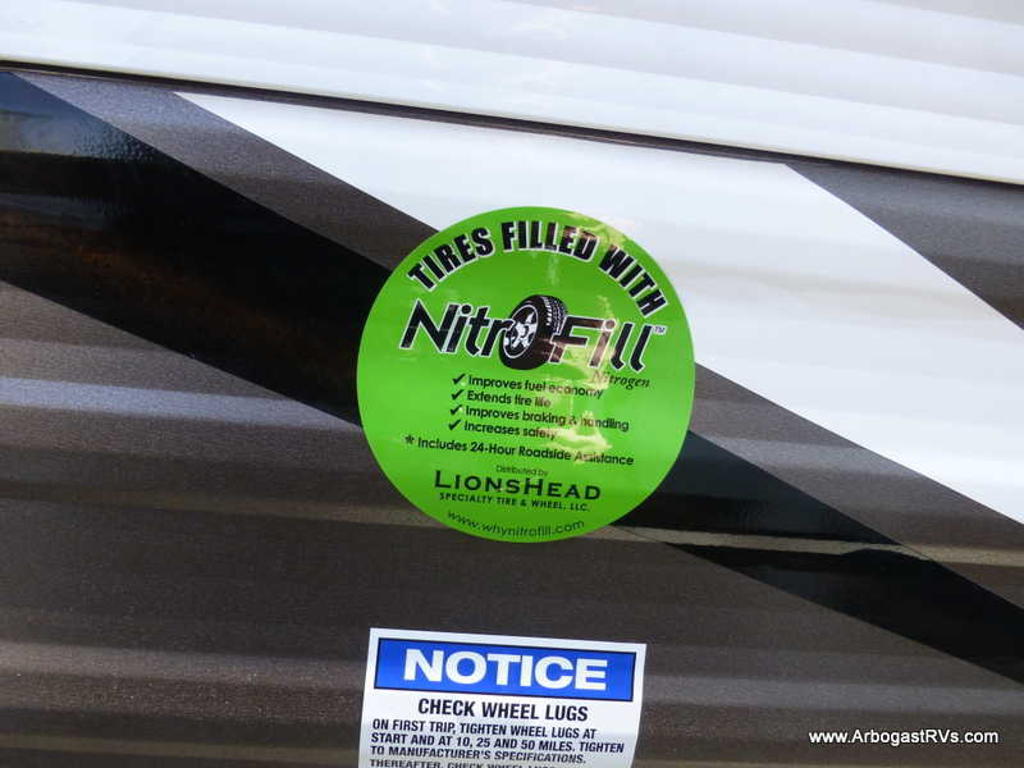 TIRES FILLED WITH
NitroFill™
Nitrogen
✓ Improves fuel economy
✓ Extends tire life
✓ Improves braking & handling
✓ Increases safety
* Includes 24-Hour Roadside Assistance
Distributed by
LIONSHEAD
SPECIALTY TIRE & WHEEL, LLC.
www.whynitrofill.com
NOTICE
CHECK WHEEL LUGS
ON FIRST TRIP, TIGHTEN WHEEL LUGS AT
START AND AT 10, 25 AND 50 MILES. TIGHTEN
TO MANUFACTURER'S SPECIFICATIONS.
THEREAFTER, CHECK WHEEL LUGS
www.ArbogastRVs.com